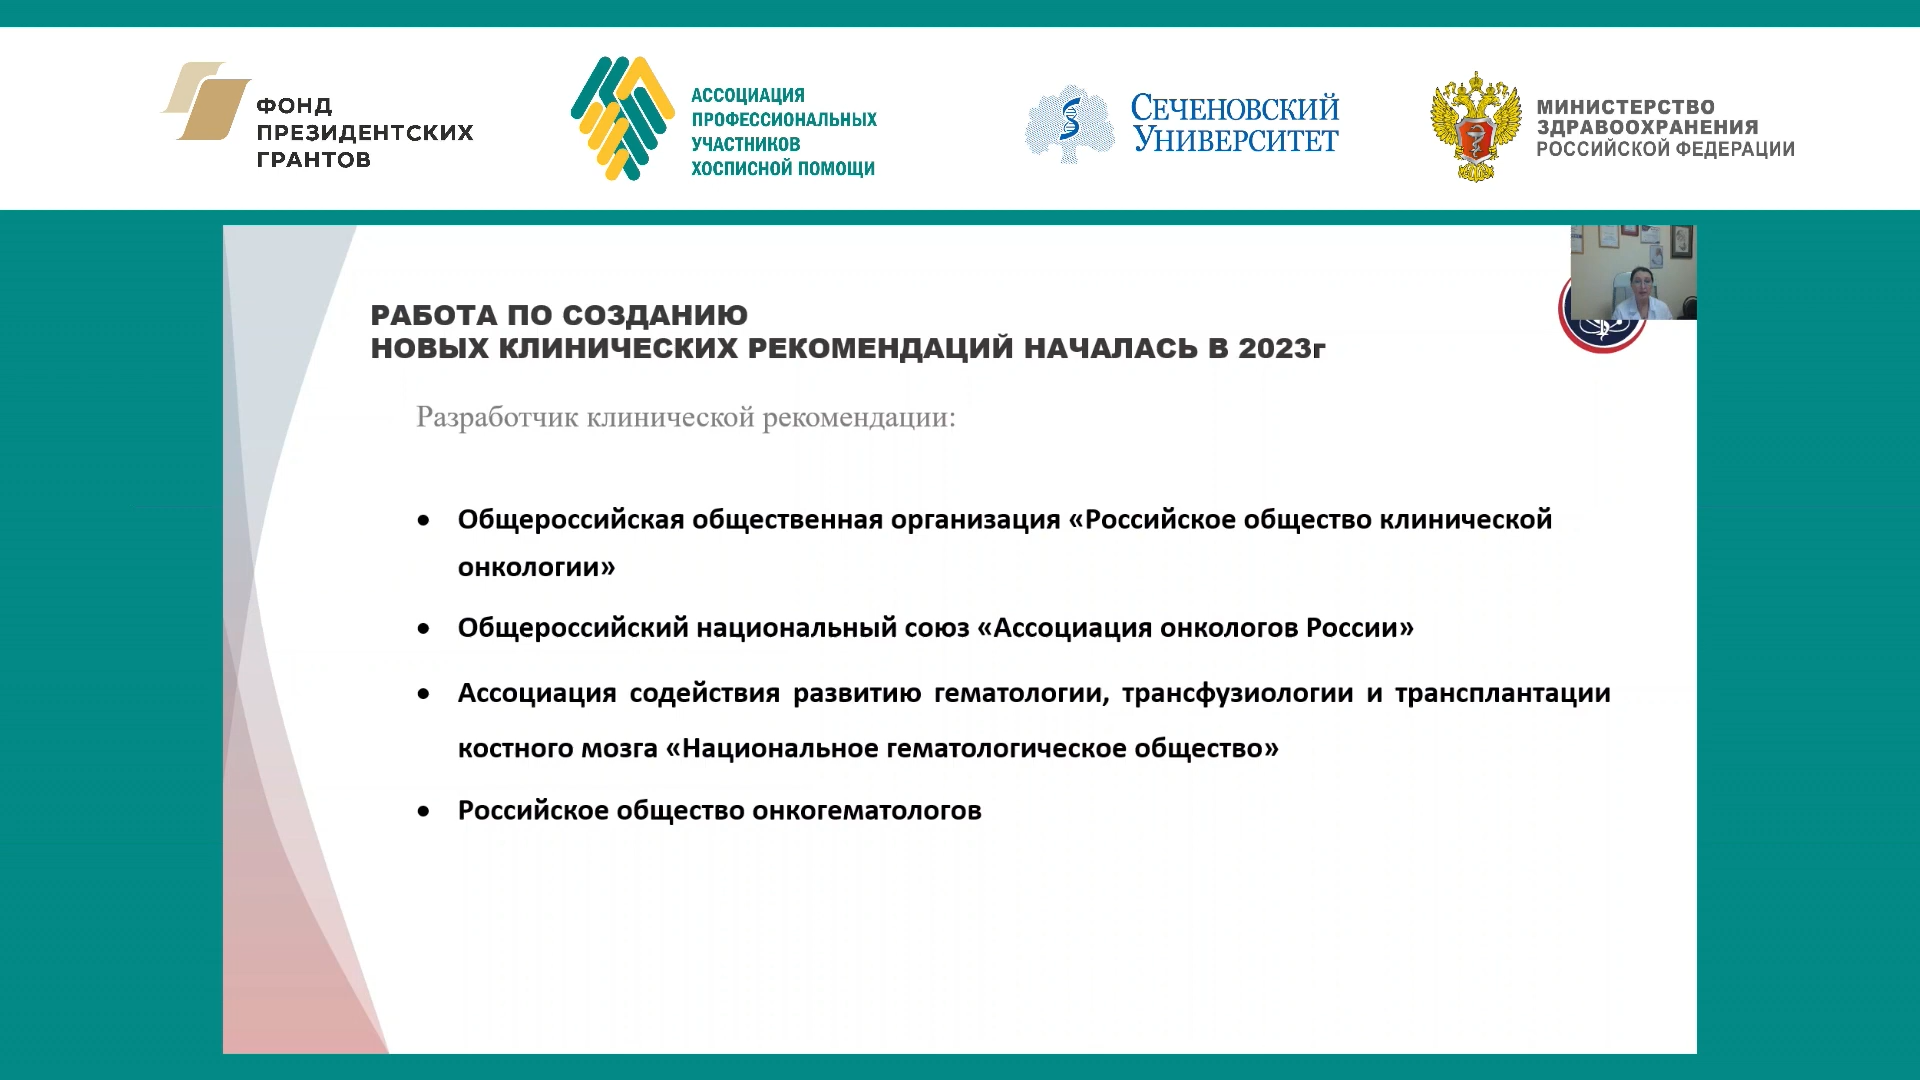 ФОНД
ПРЕЗИДЕНТСКИХ
ГРАНТОВ
АССОЦИАЦИЯ
ПРОФЕССИОНАЛЬНЫХ
УЧАСТНИКОВ
ХОСПИСНОЙ ПОМОЩИ
СЕЧЕНОВСКИЙ
УНИВЕРСИТЕТ
МИНИСТЕРСТВО
ЗДРАВООХРАНЕНИЯ
РОССИЙСКОЙ ФЕДЕРАЦИИ
РАБОТА ПО СОЗДАНИЮ
НОВЫХ КЛИНИЧЕСКИХ РЕКОМЕНДАЦИЙ НАЧАЛАСЬ В 2023г
Разработчик клинической рекомендации:
• Общероссийская общественная организация «Российское общество клинической
онкологии»
• Общероссийский национальный союз «Ассоциация онкологов России»
• Ассоциация содействия развитию гематологии, трансфузиологии и трансплантации
костного мозга «Национальное гематологическое общество»
• Российское общество онкогематологов